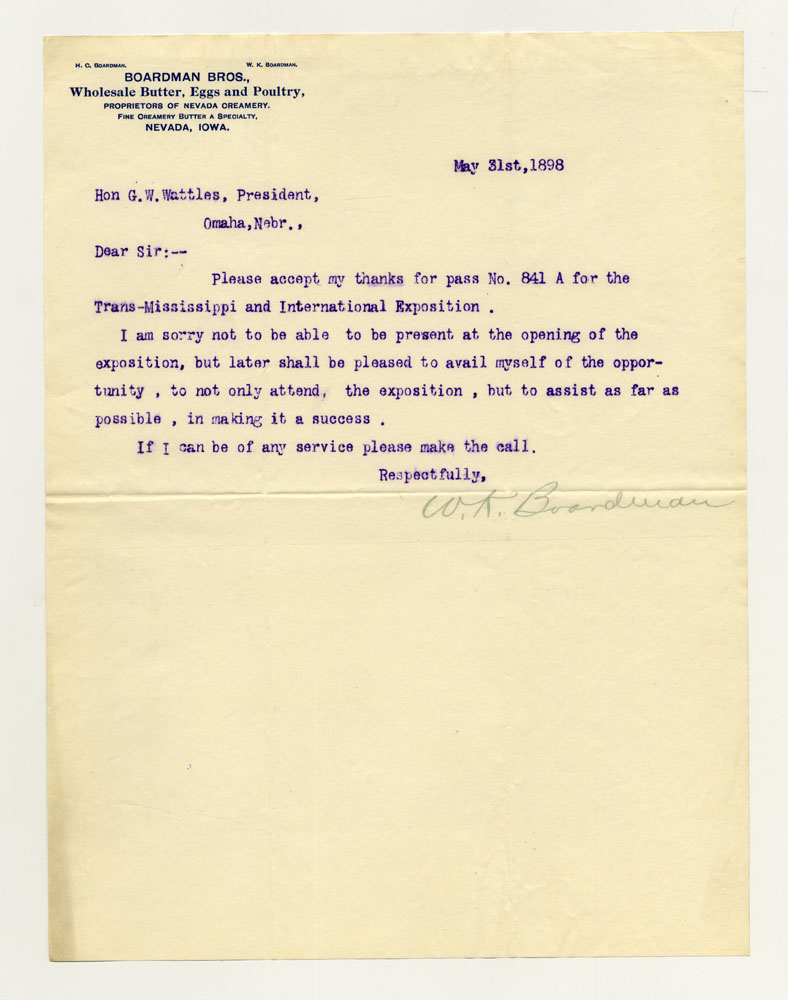 H. C. BOARDMAN. W. K. BOARDMAN.
BOARDMAN BROS.,
Wholesale Butter, Eggs and Poultry,
PROPRIETORS OF NEVADA CREAMERY.
FINE CREAMERY BUTTER A SPECIALTY,
NEVADA, IOWA.
May 31st,1898
Hon G.W.Wattles, President,
Omaha,Nebr.,
Dear Sir:--
Please accept my thanks for pass No. 841 A for the
Trans-Mississippi and International Exposition .
I am sorry not to be able to be present at the opening of the
exposition, but later shall be pleased to avail myself of the oppor-
tunity , to not only attend, the exposition , but to assist as far as
possible , in making it a success .
If I can be of any service please make the call.
Respectfully,
W. K. Boardman